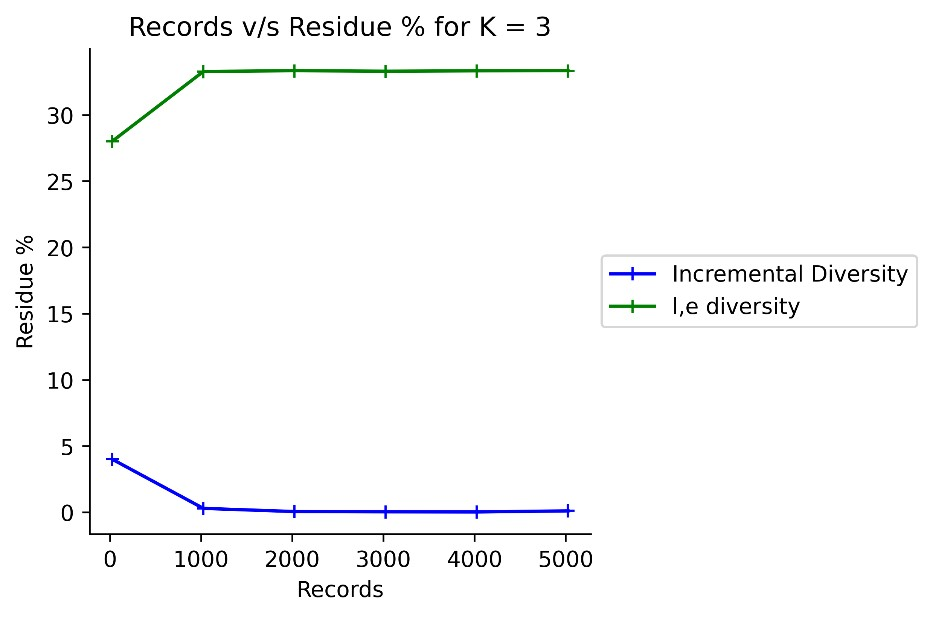 Records v/s Residue % for K = 3
Residue %
30
25
20
15
10
5
0
0 1000 2000 3000 4000 5000
Records
Incremental Diversity
l,e diversity